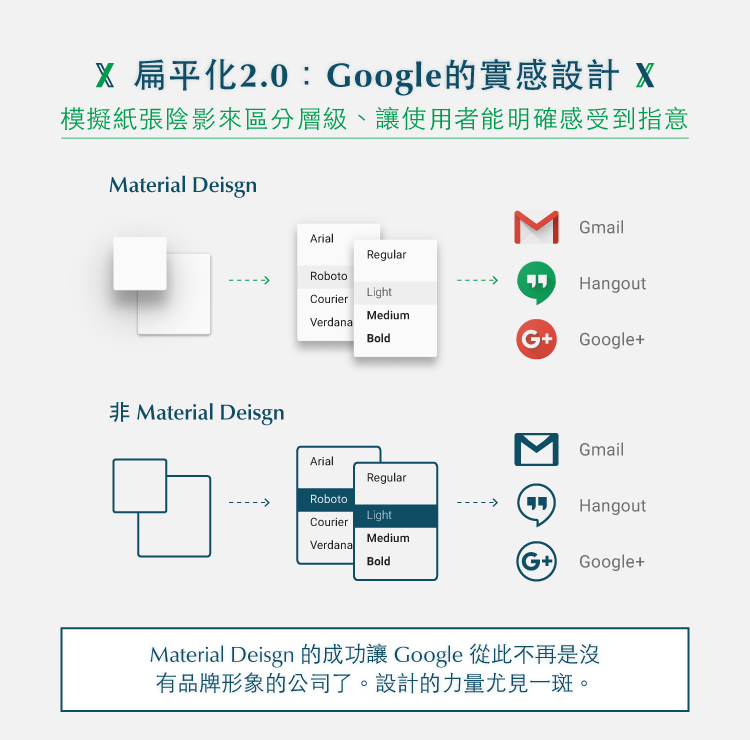 扁平化2.0：Google的實感設計
模擬紙張陰影來區分層級、讓使用者能明確感受到指意
Material Deisgn
Arial
Roboto
Courier
Verdana
Regular
Light
Medium
Bold
Gmail
Hangout
G+ Google+
非 Material Deisgn
Arial
Roboto
Courier
Verdana
Regular
Light
Medium
Bold
Gmail
Hangout
G+ Google+
Material Deisgn 的成功讓 Google 從此不再是沒
有品牌形象的公司了。設計的力量尤見一斑。